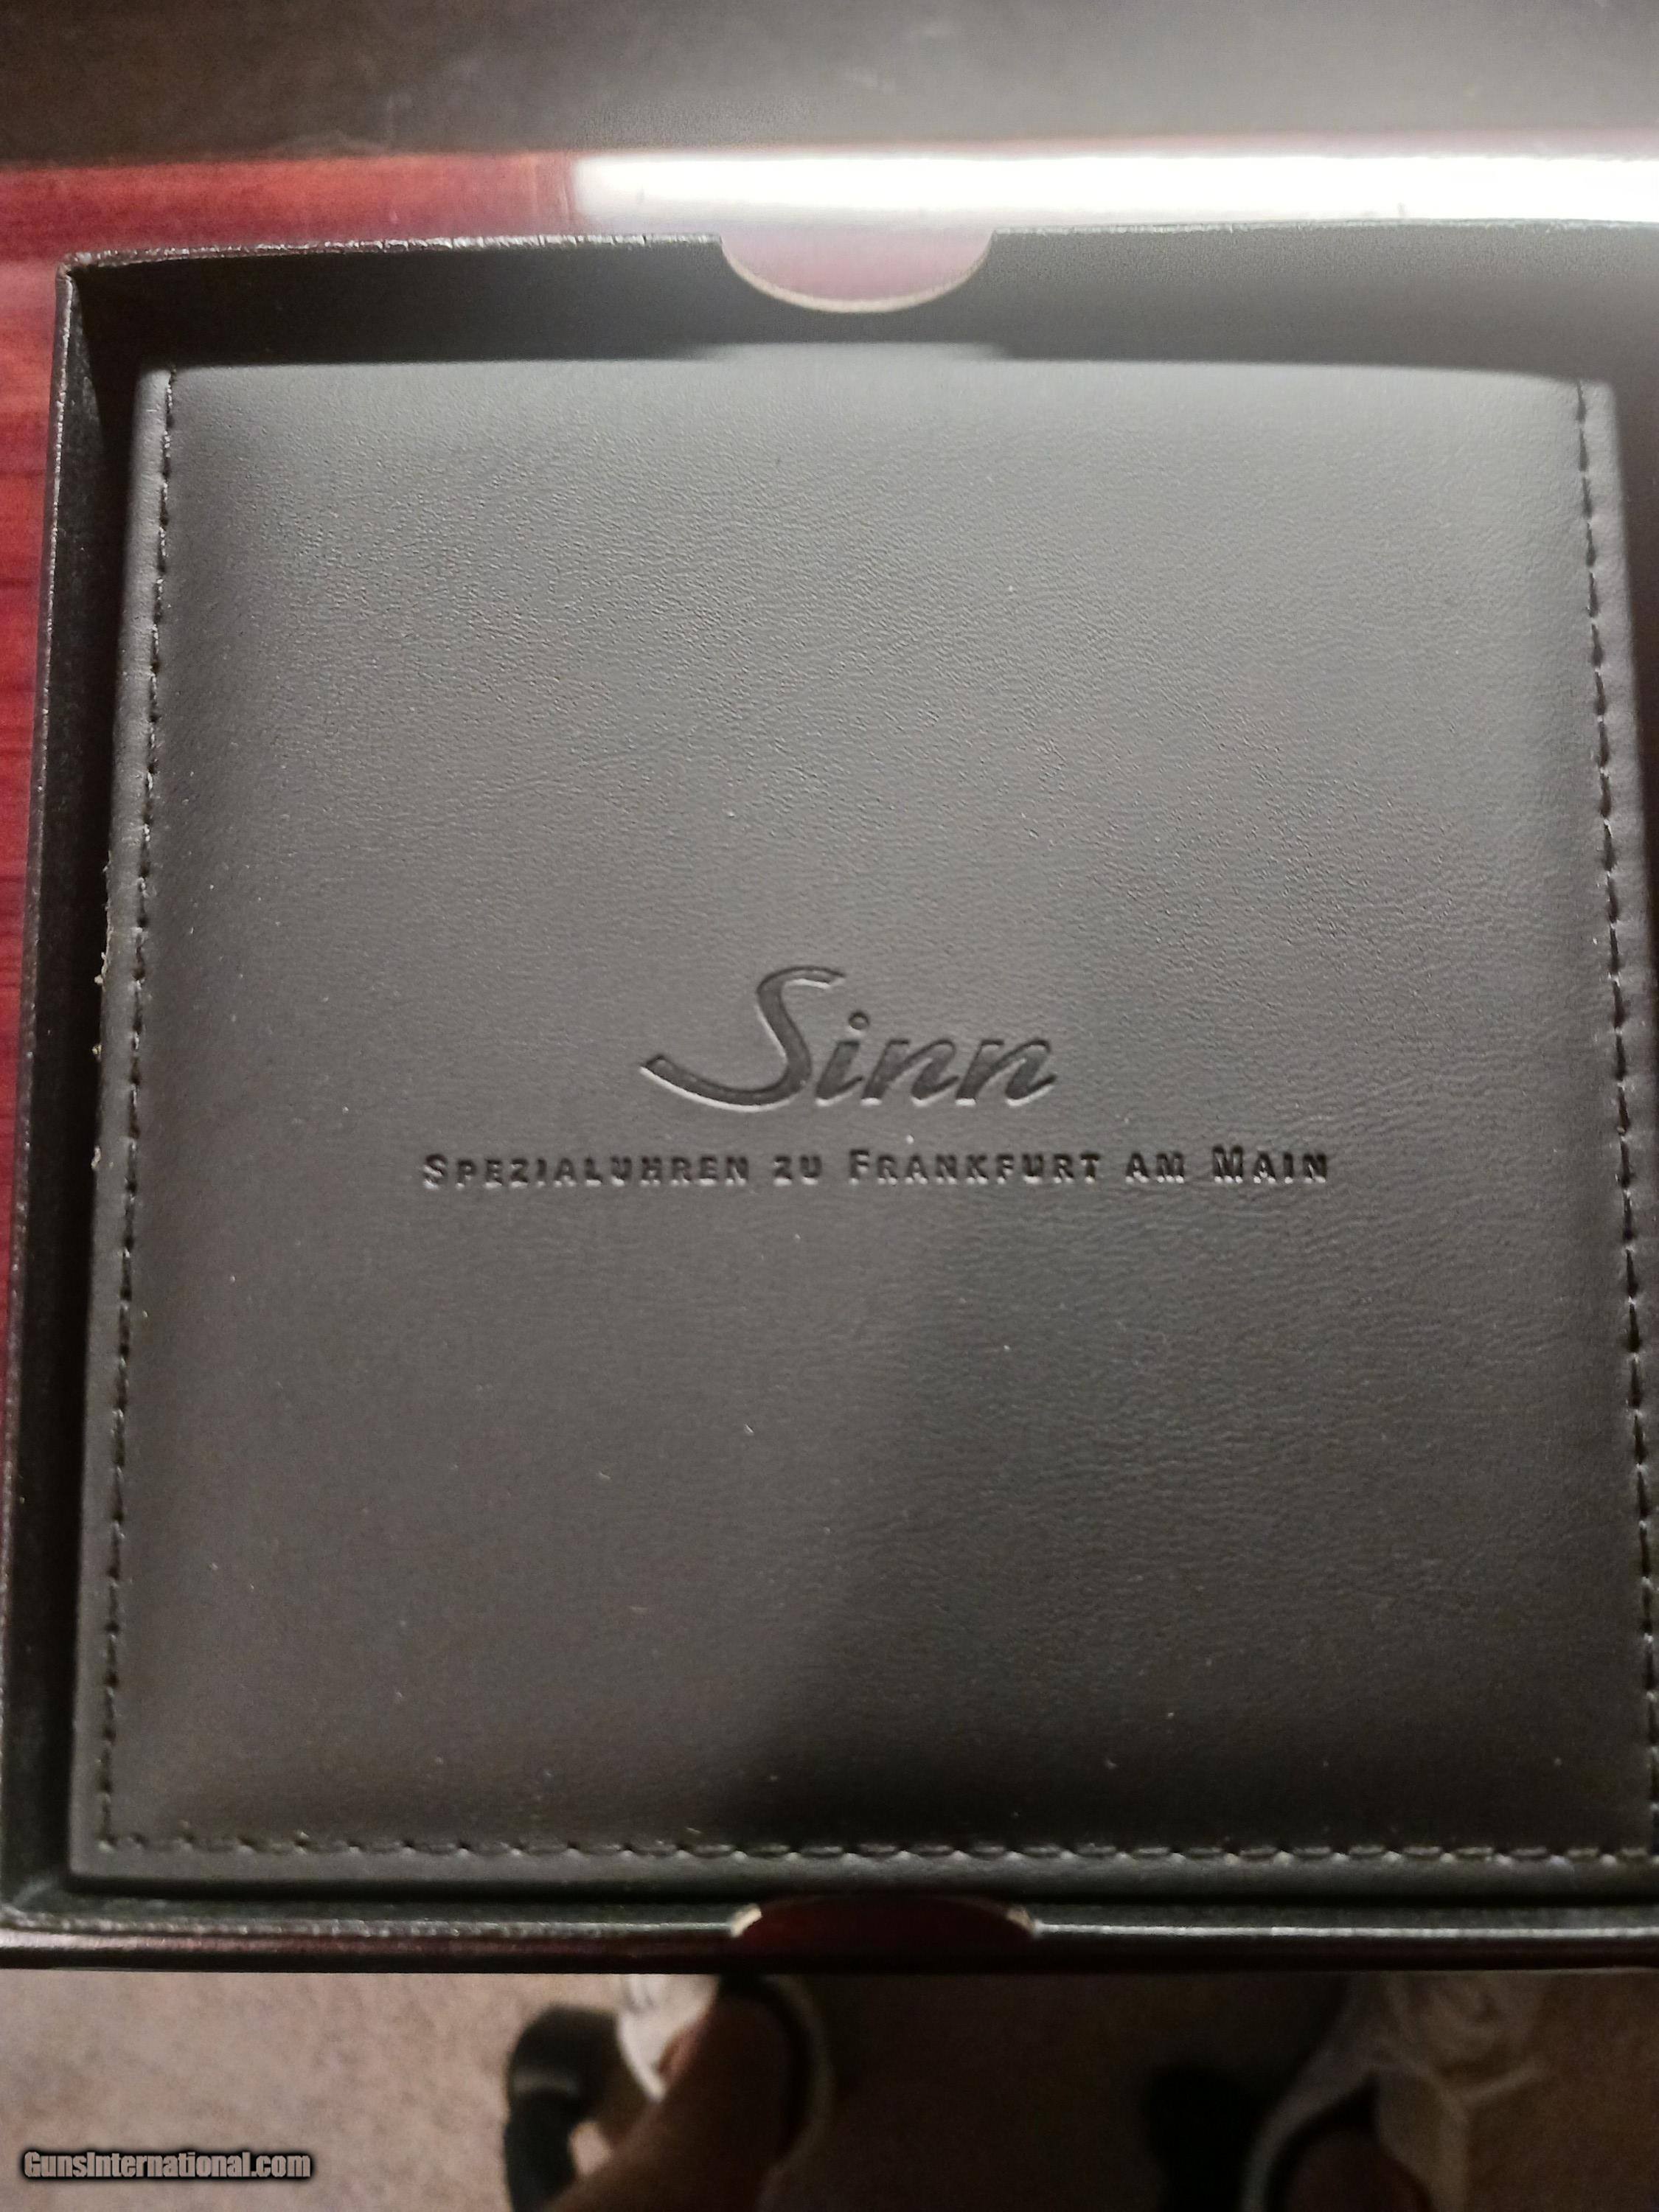 Sinn
SPEZIALUHREN ZU FRANKFURT AM MAIN
GunsInternational.com